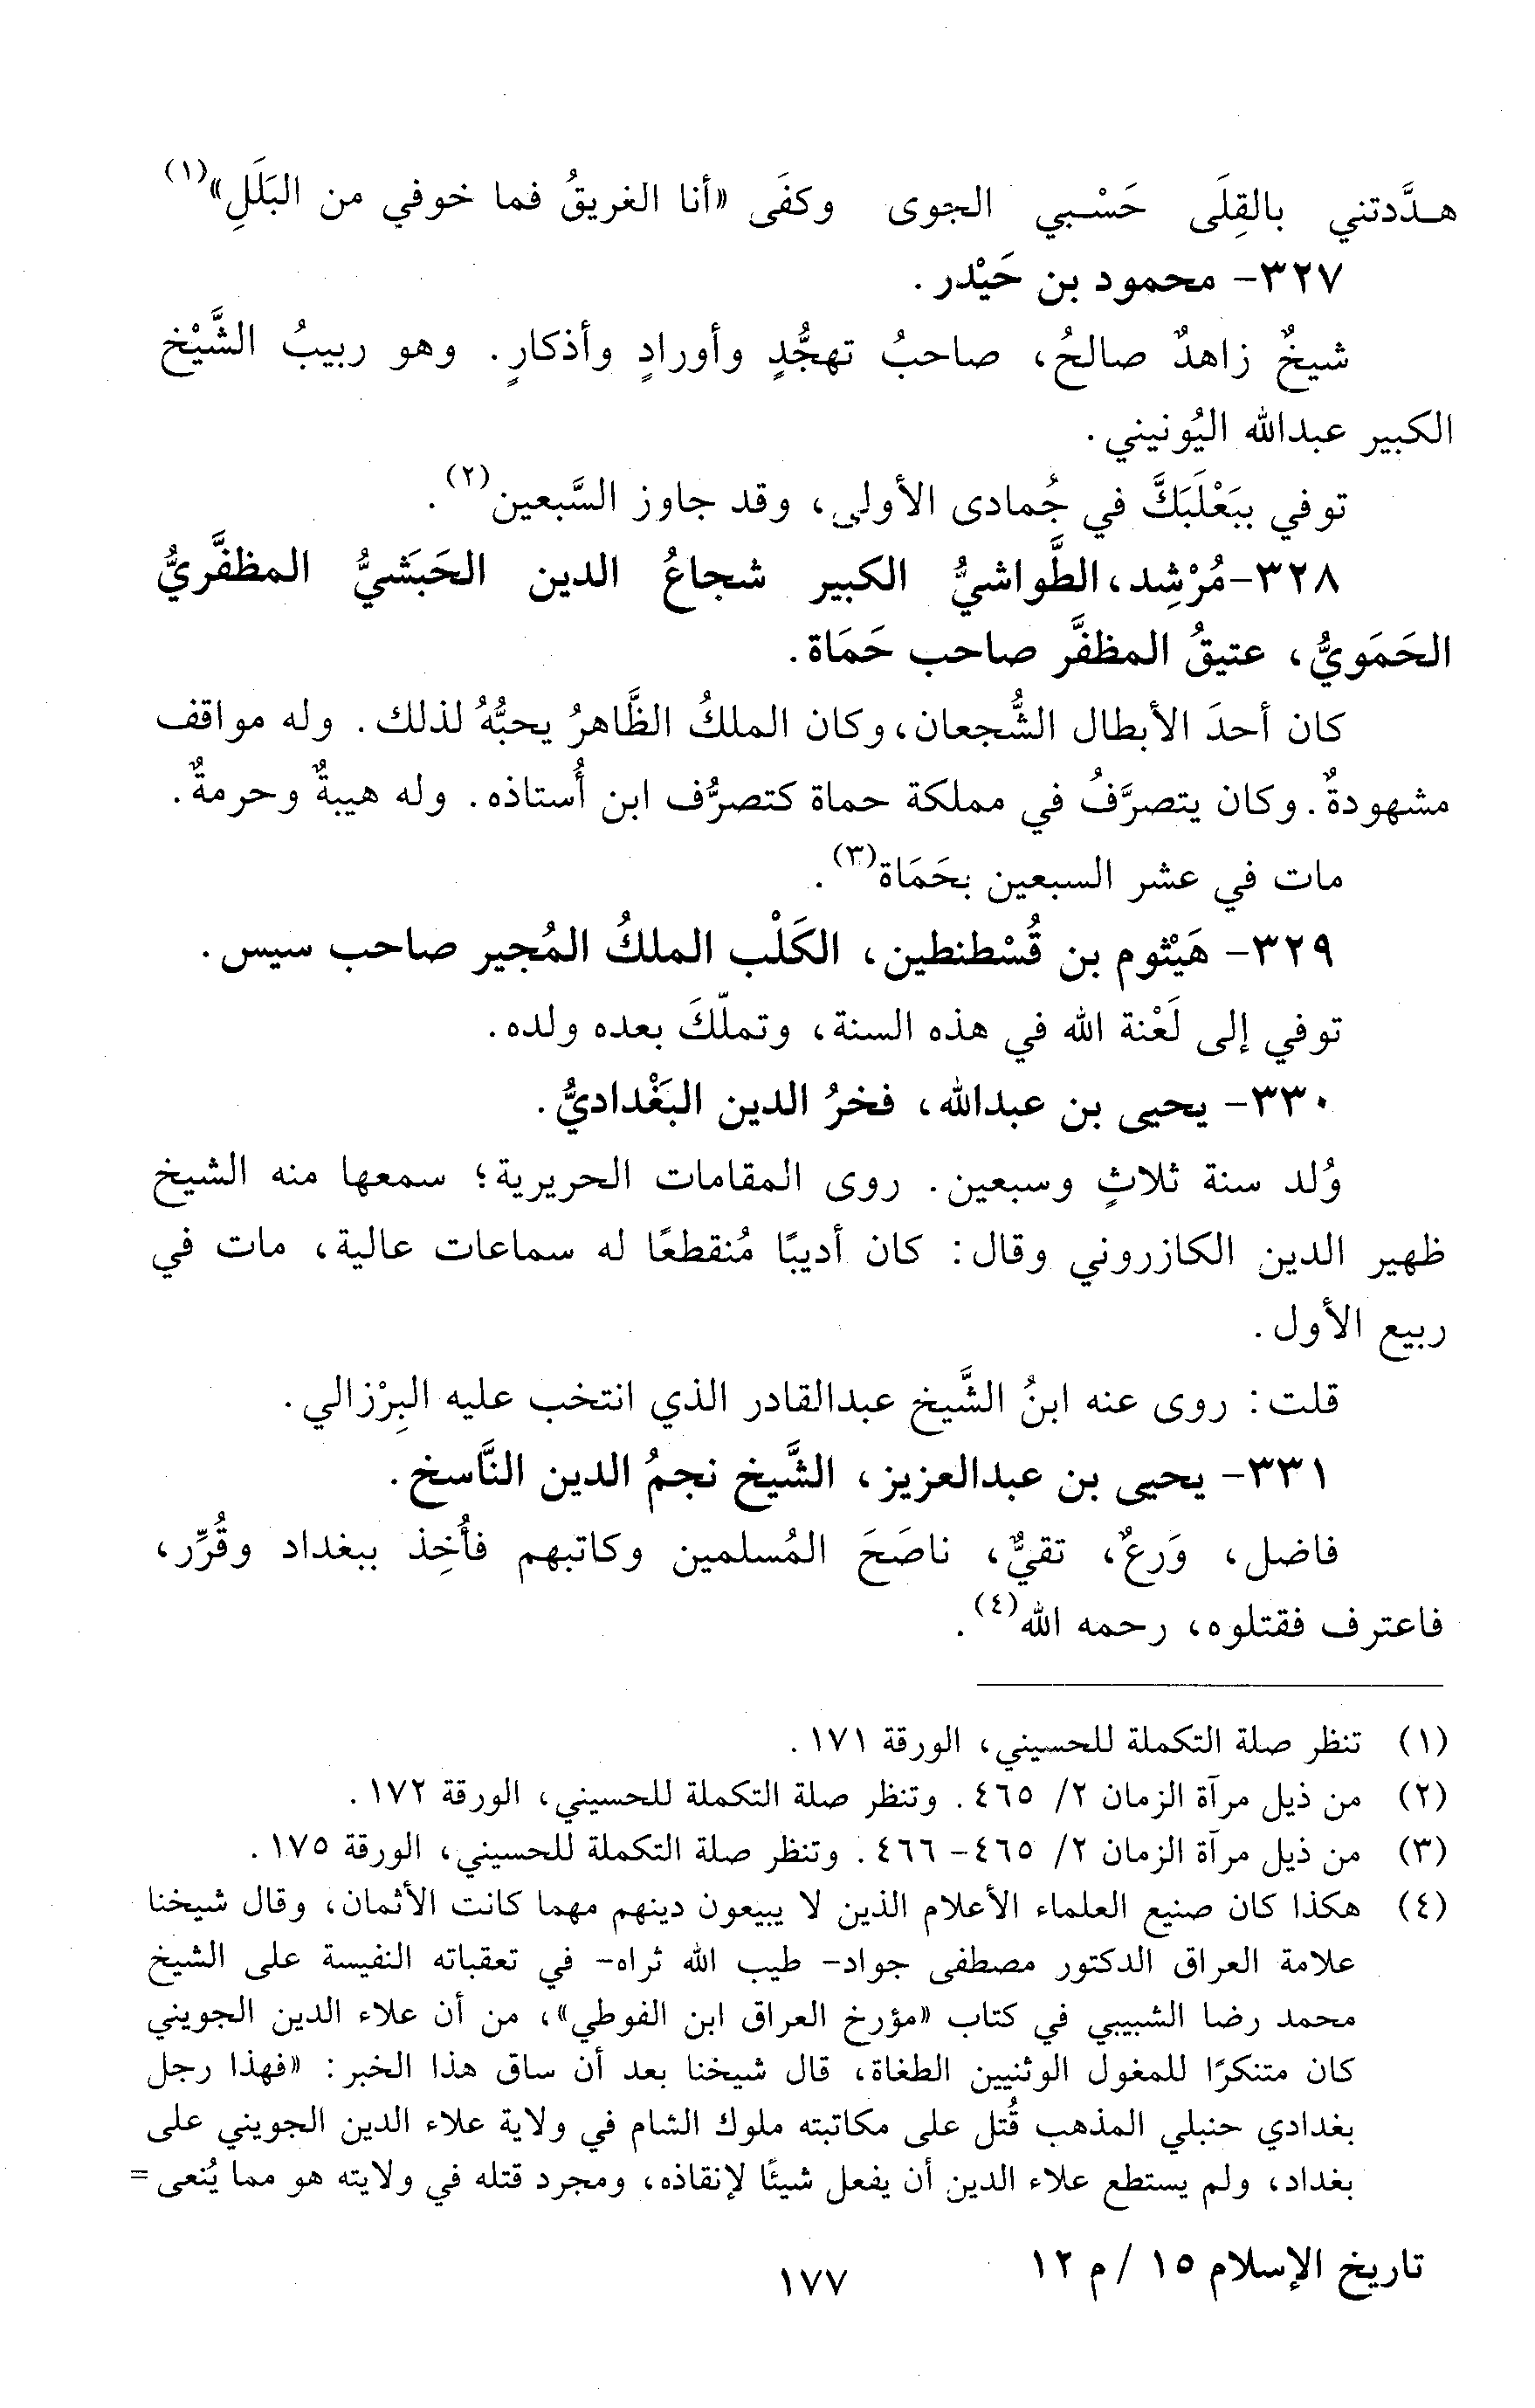 هـدَّدتني بالقِلَى حَسْـبي الجوى وكفَى «أنا الغريقُ فما خوفي من البَلَلِ»(١)
٣٢٧- محمود بن حَيْدر.
شيخٌ زاهدٌ صالحُ، صاحبُ تهجُّدٍ وأورادٍ وأذكارٍ. وهو ربيبُ الشَّيْخ
الكبير عبدالله اليُونيني.
توفي ببَعْلَبَكَّ في جُمادى الأولى، وقد جاوز السَّبعين(٢).
٣٢٨-مُرْشِد،الطَّواشيُّ الكبير شجاعُ الدين الحَبَشيُّ المظفَّريُّ
الحَمَويُّ، عتيقُ المظفَّر صاحب حَمَاة.
كان أحدَ الأبطال الشُّجعان، وكان الملكُ الظَّاهرُ يحبُّهُ لذلك. وله مواقف
مشهودةٌ. وكان يتصرَّفُ في مملكة حماة كتصرُّف ابن أُستاذه. وله هيبةٌ وحرمةٌ.
مات في عشر السبعين بحَمَاة(٣).
٣٢٩- هَيْثوم بن قُسْطنطين، الكَلْب الملكُ المُجير صاحب سيس.
توفي إلى لَعْنة الله في هذه السنة، وتملّكَ بعده ولده.
٣٣٠- يحيى بن عبدالله، فخرُ الدين البَغْداديُّ.
وُلد سنة ثلاثٍ وسبعين. روى المقامات الحريرية؛ سمعها منه الشيخ
ظهير الدين الكازروني وقال: كان أديبًا مُنقطعًا له سماعات عالية، مات في
ربيع الأول.
قلت: روى عنه ابنُ الشَّيخ عبدالقادر الذي انتخب عليه البِرْزالي.
٣٣١- يحيى بن عبدالعزيز، الشَّيخ نجمُ الدين النَّاسخ.
فاضل، وَرعٌ، تقيٌّ، ناصَحَ المُسلمين وكاتبهم فأُخِذ ببغداد وقُرِّر،
فاعترف فقتلوه، رحمه الله(٤).
(١) تنظر صلة التكملة للحسيني، الورقة ١٧١.
(٢) من ذيل مرآة الزمان ٢/ ٤٦٥. وتنظر صلة التكملة للحسيني، الورقة ١٧٢.
(٣) من ذيل مرآة الزمان ٢/ ٤٦٥- ٤٦٦. وتنظر صلة التكملة للحسيني، الورقة ١٧٥.
(٤) هكذا كان صنيع العلماء الأعلام الذين لا يبيعون دينهم مهما كانت الأثمان، وقال شيخنا
علامة العراق الدكتور مصطفى جواد- طيب الله ثراه- في تعقباته النفيسة على الشيخ
محمد رضا الشبيبي في كتاب «مؤرخ العراق ابن الفوطي»، من أن علاء الدين الجويني
كان متنكرًا للمغول الوثنيين الطغاة، قال شيخنا بعد أن ساق هذا الخبر: «فهذا رجل
بغدادي حنبلي المذهب قُتل على مكاتبته ملوك الشام في ولاية علاء الدين الجويني على
بغداد، ولم يستطع علاء الدين أن يفعل شيئًا لإنقاذه، ومجرد قتله في ولايته هو مما يُنعى =
تاريخ الإسلام ١٥ /م ١٢
١٧٧